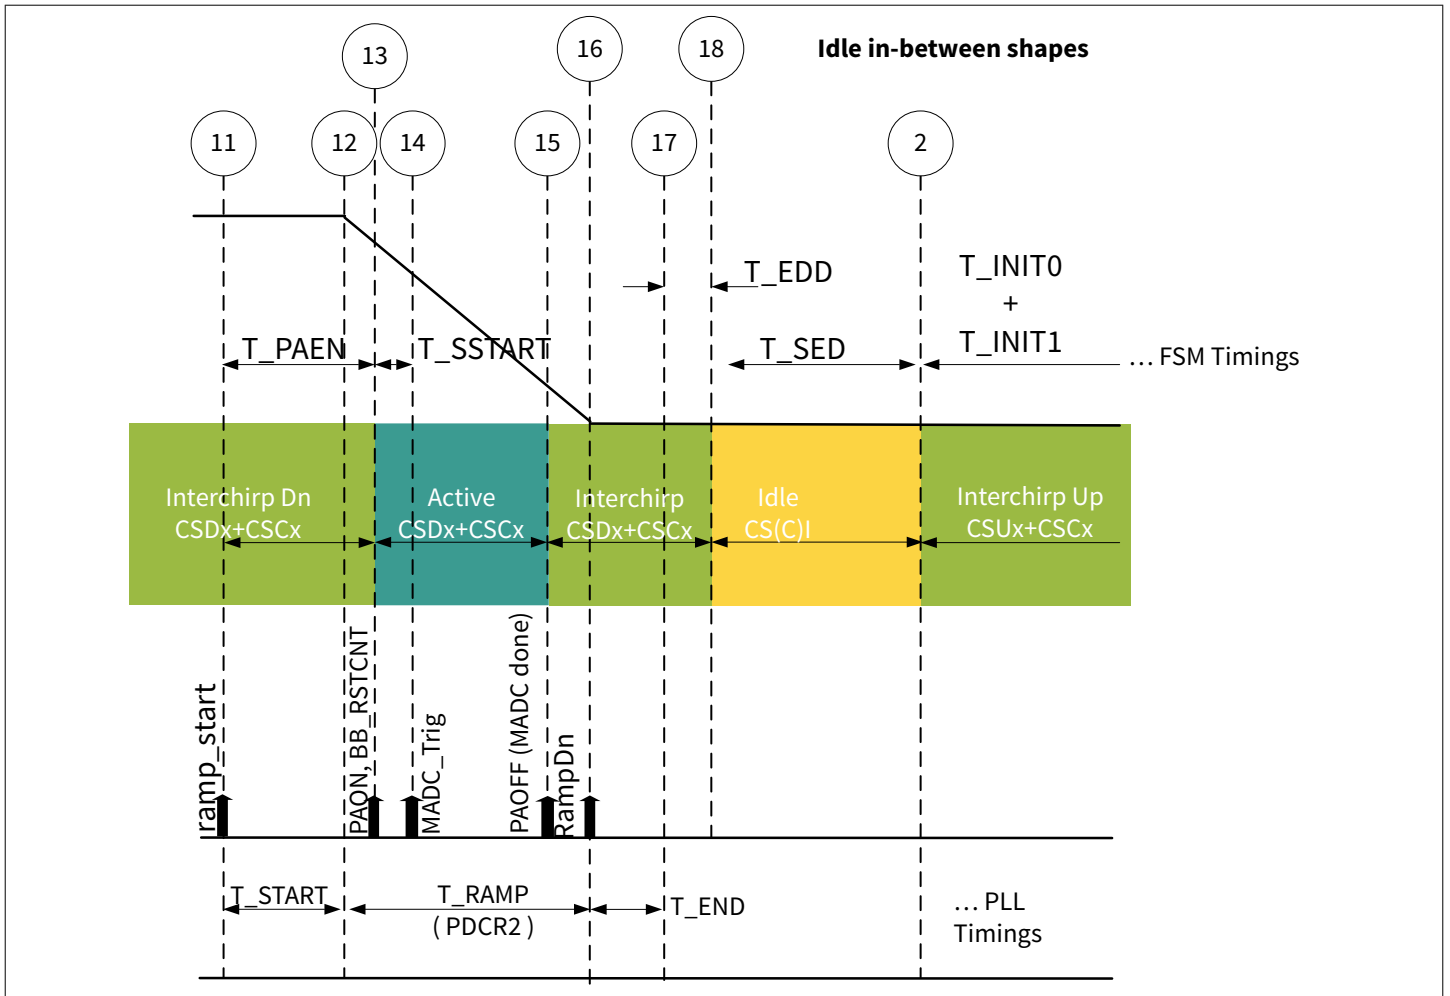 Idle in-between shapes
13
16
18
11
12
14
15
17
2
T_EDD
T_INIT0
+
T_INIT1
T_PAEN
T_SSTART
T_SED
... FSM Timings
Interchirp Dn
CSDx+CSCx
Active
CSDx+CSCx
Interchirp
CSDx+CSCx
Idle
CS(C)I
Interchirp Up
CSUx+CSCx
ramp_start
PAON, BB_RSTCNT
MADC_Trig
PAOFF (MADC done)
RampDn
T_START
T_RAMP
( PDCR2 )
T_END
... PLL
Timings